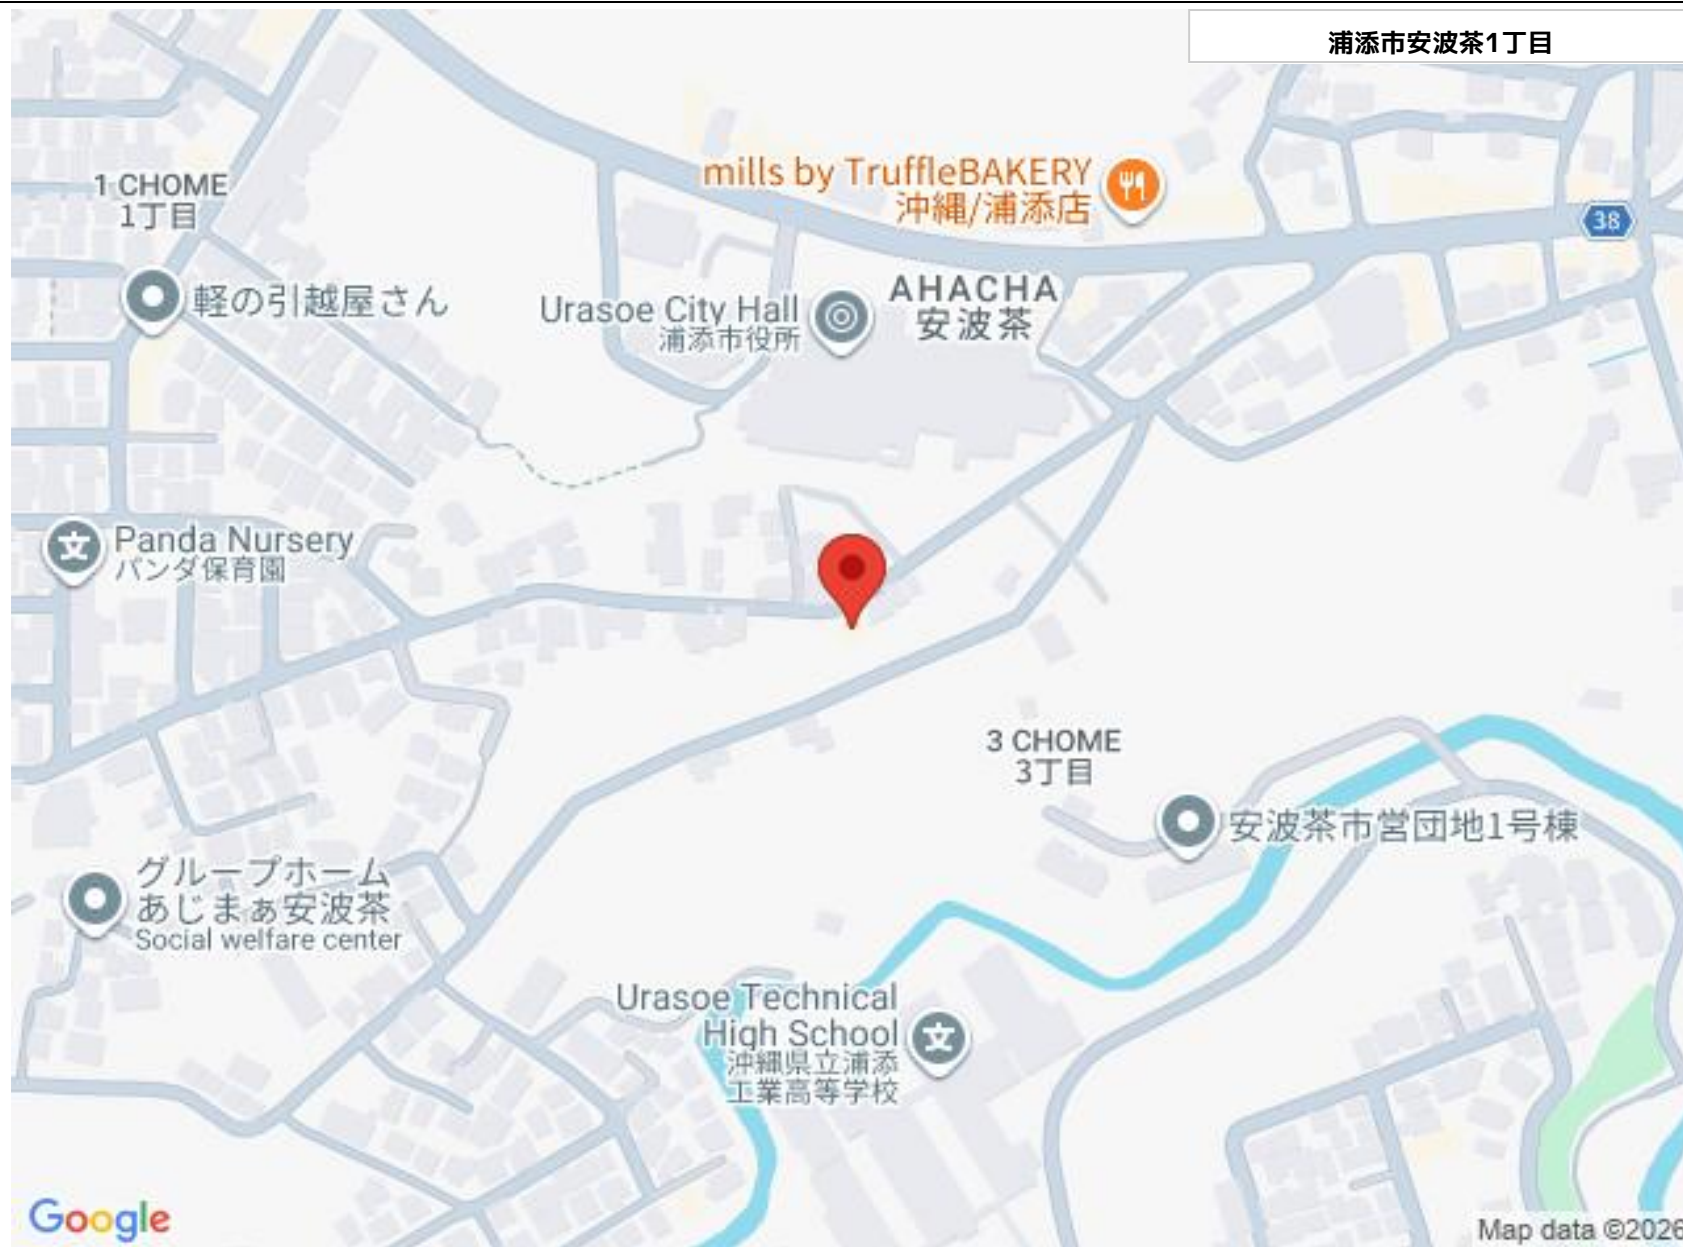 浦添市安波茶1丁目
mills by TruffleBAKERY
沖縄/浦添店
1 CHOME
1丁目
38
軽の引越屋さん
Urasoe City Hall
浦添市役所
AHACHA
安波茶
Panda Nursery
パンダ保育園
3 CHOME
3丁目
安波茶市営団地1号棟
グループホーム
あじまぁ安波茶
Social welfare center
Urasoe Technical
High School
沖縄県立浦添
工業高等学校
Google
Map data ©2026